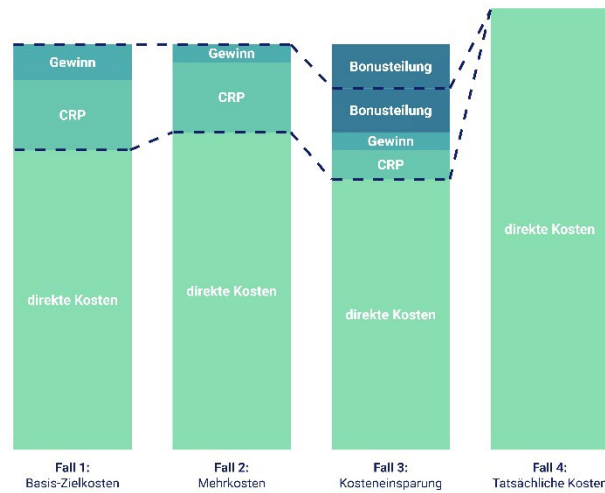 Gewinn
CRP
direkte Kosten
Fall 1:
Basis-Zielkosten
Gewinn
CRP
direkte Kosten
Fall 2:
Mehrkosten
Bonusteilung
Bonusteilung
Gewinn
CRP
direkte Kosten
Fall 3:
Kosteneinsparung
direkte Kosten
Fall 4:
Tatsächliche Kosten